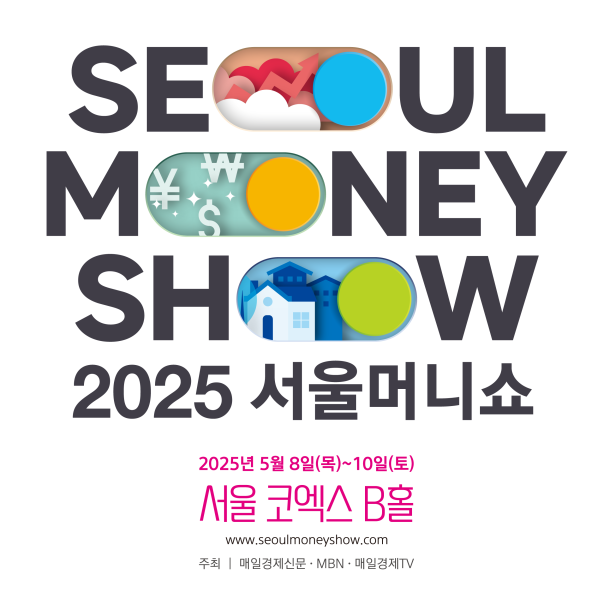 SEOUL
MONEY
SHOW
2025 서울머니쇼
2025년 5월 8일(목)~10일(토)
서울 코엑스 B홀
www.seoulmoneyshow.com
주최 | 매일경제신문 · MBN · 매일경제TV